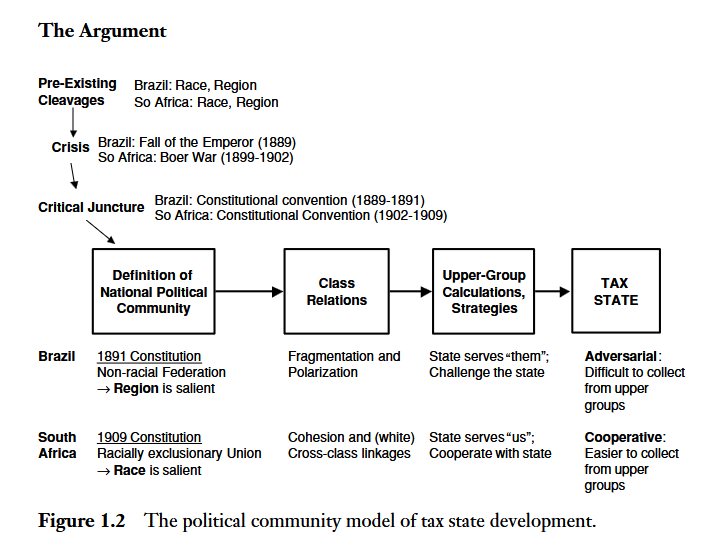 The Argument
Pre-Existing Brazil: Race, Region
Cleavages So Africa: Race, Region
Crisis Brazil: Fall of the Emperor (1889)
So Africa: Boer War (1899-1902)
Critical Juncture Brazil: Constitutional convention (1889-1891)
So Africa: Constitutional Convention (1902-1909)
Definition of
National Political
Community
Class
Relations
Upper-Group
Calculations,
Strategies
TAX
STATE
Brazil 1891 Constitution Fragmentation and State serves “them”; Adversarial:
Non-racial Federation Polarization Challenge the state Difficult to collect
→ Region is salient from upper
groups
South 1909 Constitution Cohesion and (white) State serves “us”; Cooperative:
Africa Racially exclusionary Union Cross-class linkages Cooperate with state Easier to collect
→ Race is salient from upper
groups
Figure 1.2 The political community model of tax state development.